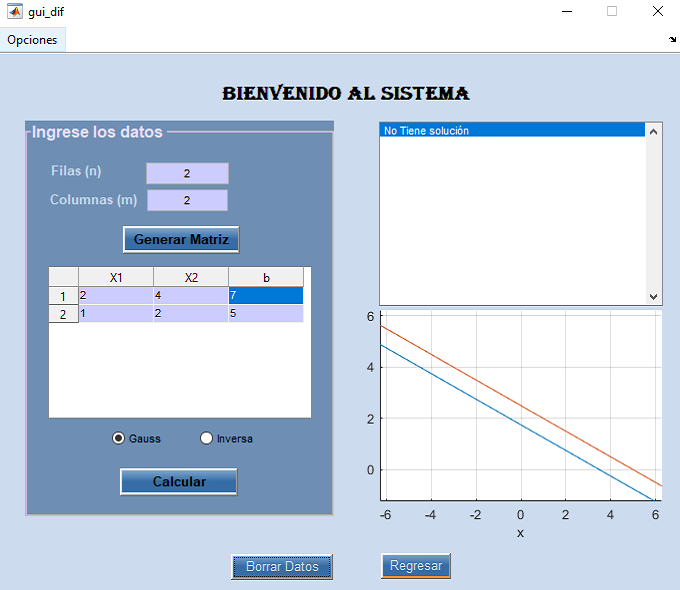 gui_dif
Opciones
BIENVENIDO AL SISTEMA
Ingrese los datos
Filas (n) 2
Columnas (m) 2
Generar Matriz
X1 X2 b
1 2 4 7
2 1 2 5
Gauss Inversa
Calcular
No Tiene solución
6
4
2
0
-6 -4 -2 0 2 4 6
x
Borrar Datos Regresar